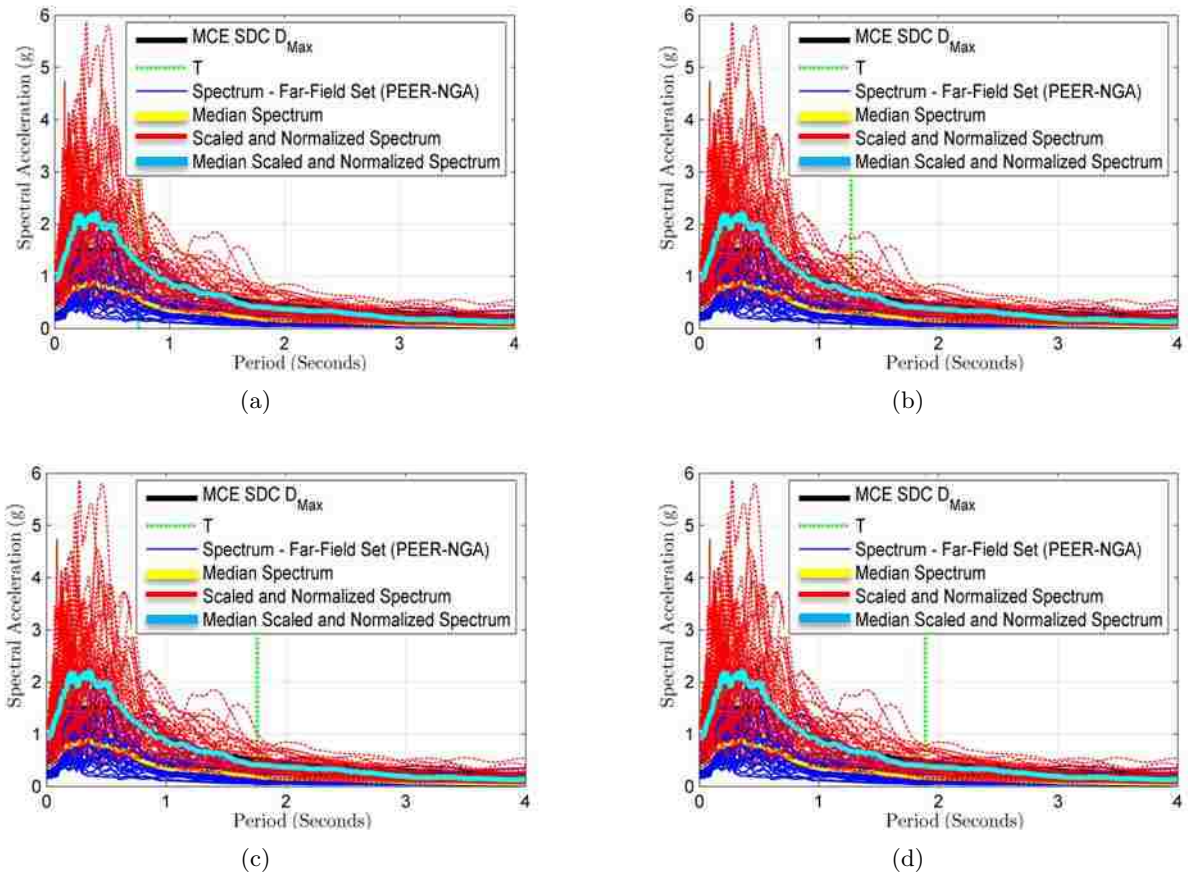 6
5
4
3
2
1
0
Spectral Acceleration (g)
MCE SDC D_Max
T
Spectrum - Far-Field Set (PEER-NGA)
Median Spectrum
Scaled and Normalized Spectrum
Median Scaled and Normalized Spectrum
0 1 2 3 4
Period (Seconds)
(a)
6
5
4
3
2
1
0
Spectral Acceleration (g)
MCE SDC D_Max
T
Spectrum - Far-Field Set (PEER-NGA)
Median Spectrum
Scaled and Normalized Spectrum
Median Scaled and Normalized Spectrum
0 1 2 3 4
Period (Seconds)
(b)
6
5
4
3
2
1
0
Spectral Acceleration (g)
MCE SDC D_Max
T
Spectrum - Far-Field Set (PEER-NGA)
Median Spectrum
Scaled and Normalized Spectrum
Median Scaled and Normalized Spectrum
0 1 2 3 4
Period (Seconds)
(c)
6
5
4
3
2
1
0
Spectral Acceleration (g)
MCE SDC D_Max
T
Spectrum - Far-Field Set (PEER-NGA)
Median Spectrum
Scaled and Normalized Spectrum
Median Scaled and Normalized Spectrum
0 1 2 3 4
Period (Seconds)
(d)